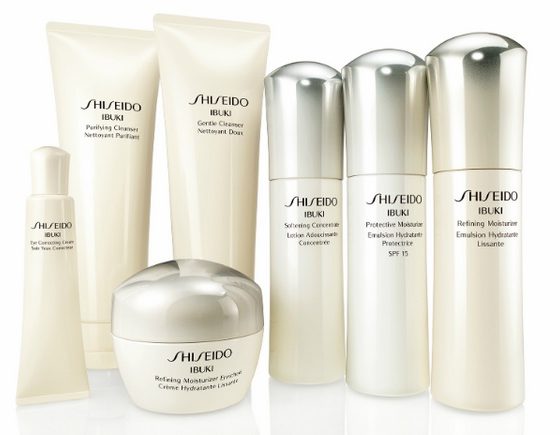 SHISEIDO
IBUKI
Purifying Cleanser
Nettoyant Purifiant
SHISEIDO
IBUKI
Gentle Cleanser
Nettoyant Doux
SHISEIDO
IBUKI
Eye Correcting Cream
Soin Yeux Correcteur
SHISEIDO
IBUKI
Refining Moisturizer Enriched
Crème Hydratante Lissante
SHISEIDO
IBUKI
Softening Concentrate
Lotion Adoucissante
Concentrée
SHISEIDO
IBUKI
Protective Moisturizer
Emulsion Hydratante
Protectrice
SPF 15
SHISEIDO
IBUKI
Refining Moisturizer
Emulsion Hydratante
Lissante